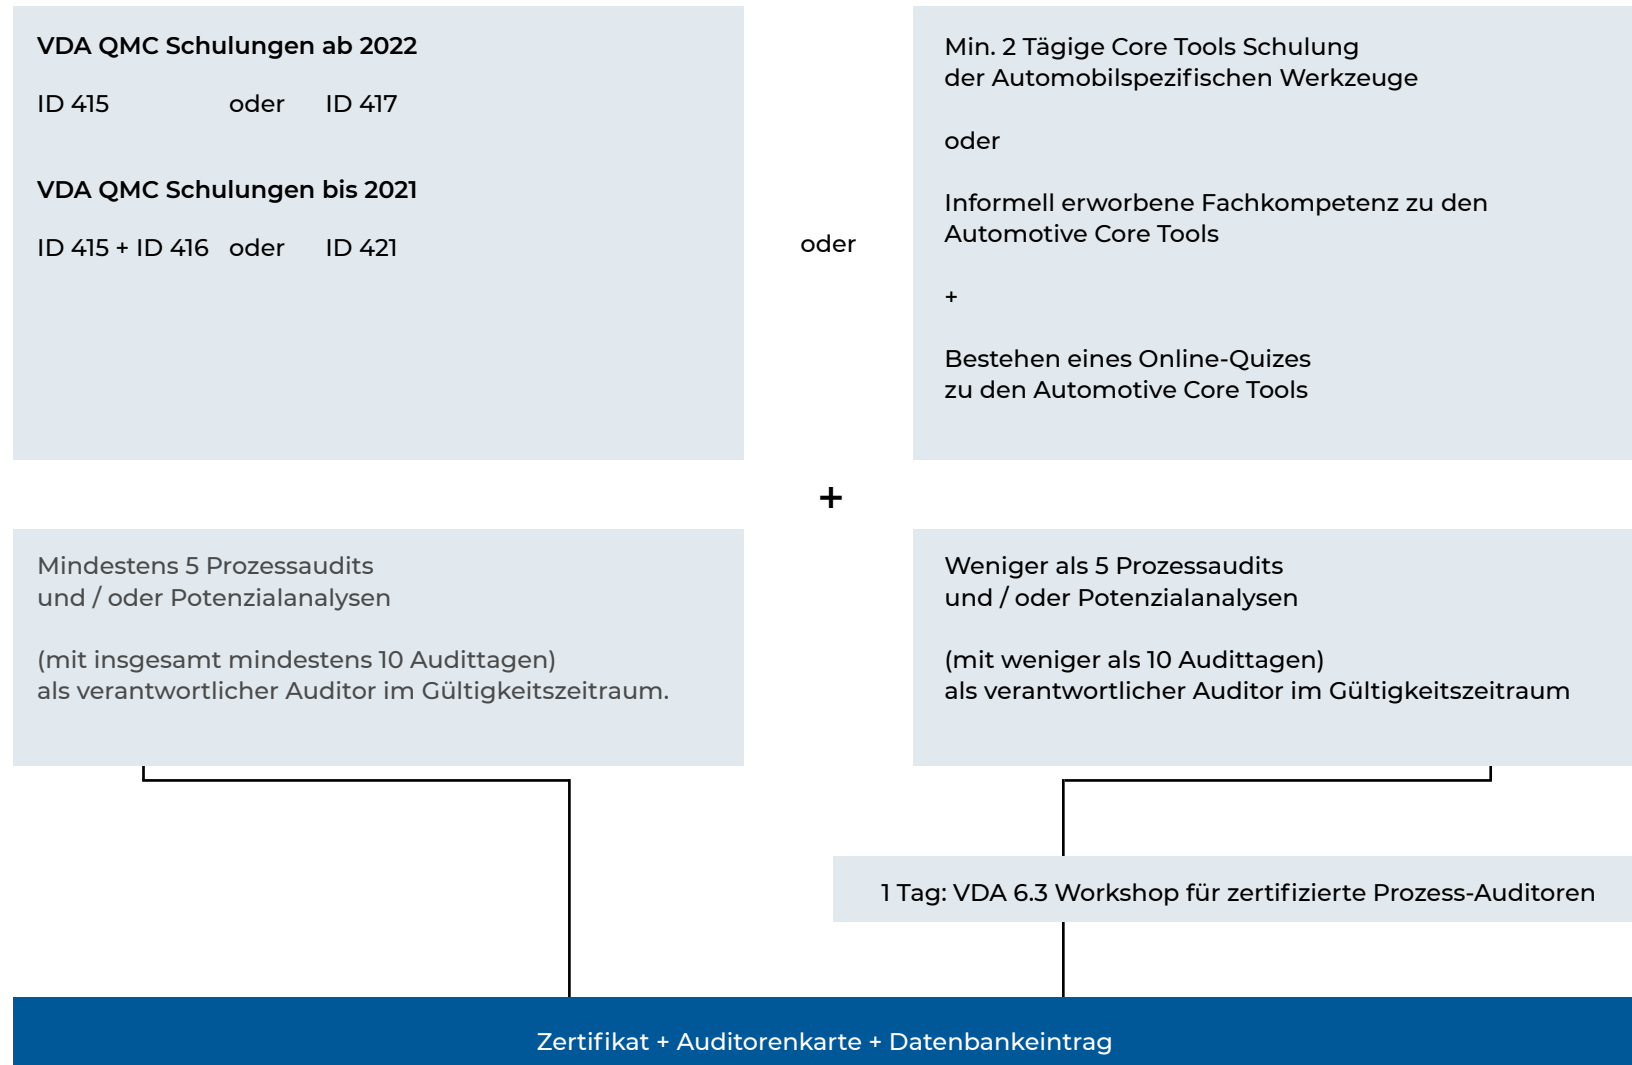 VDA QMC Schulungen ab 2022
ID 415 oder ID 417
VDA QMC Schulungen bis 2021
ID 415 + ID 416 oder ID 421
oder
Min. 2 Tägige Core Tools Schulung
der Automobilspezifischen Werkzeuge
oder
Informell erworbene Fachkompetenz zu den
Automotive Core Tools
+
Bestehen eines Online-Quizes
zu den Automotive Core Tools
+
Mindestens 5 Prozessaudits
und / oder Potenzialanalysen
(mit insgesamt mindestens 10 Audittagen)
als verantwortlicher Auditor im Gültigkeitszeitraum.
Weniger als 5 Prozessaudits
und / oder Potenzialanalysen
(mit weniger als 10 Audittagen)
als verantwortlicher Auditor im Gültigkeitszeitraum
1 Tag: VDA 6.3 Workshop für zertifizierte Prozess-Auditoren
Zertifikat + Auditorenkarte + Datenbankeintrag